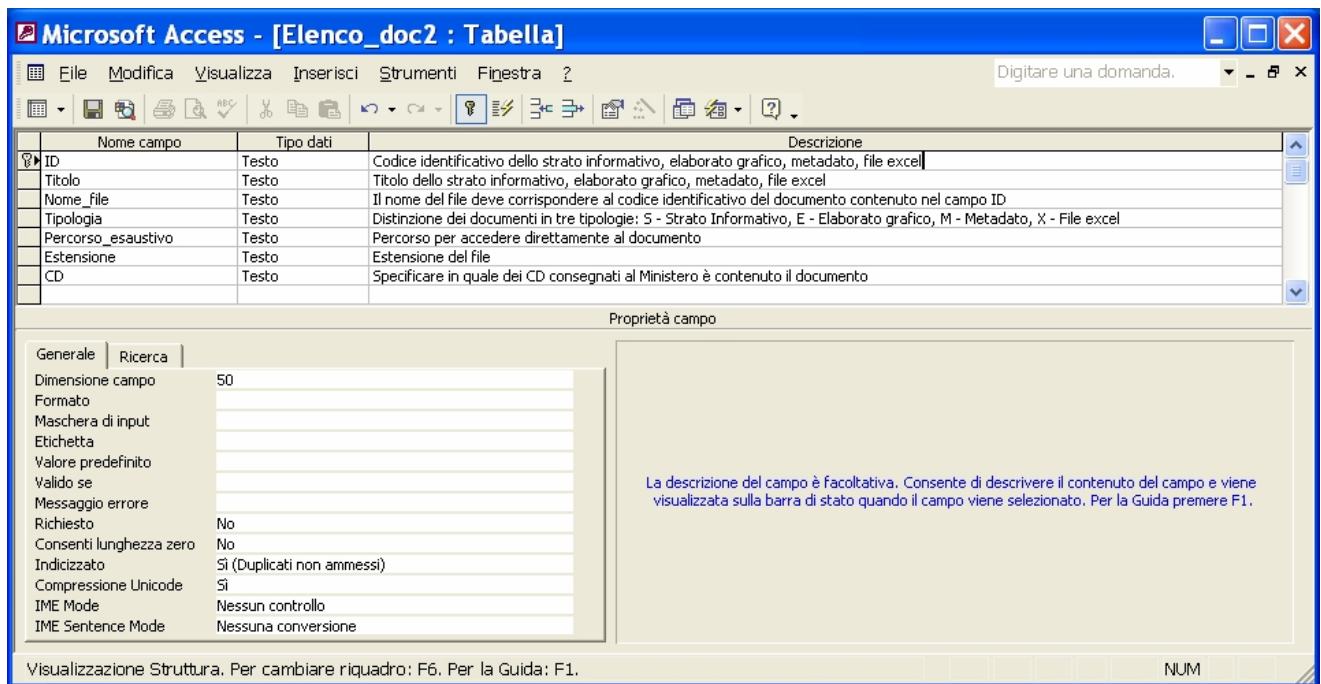 Microsoft Access - [Elenco_doc2 : Tabella]
File Modifica Visualizza Inserisci Strumenti Finestra ? Digitare una domanda.
Nome campo Tipo dati Descrizione
ID Testo Codice identificativo dello strato informativo, elaborato grafico, metadato, file excel
Titolo Testo Titolo dello strato informativo, elaborato grafico, metadato, file excel
Nome_file Testo Il nome del file deve corrispondere al codice identificativo del documento contenuto nel campo ID
Tipologia Testo Distinzione dei documenti in tre tipologie: S - Strato Informativo, E - Elaborato grafico, M - Metadato, X - File excel
Percorso_esaustivo Testo Percorso per accedere direttamente al documento
Estensione Testo Estensione del file
CD Testo Specificare in quale dei CD consegnati al Ministero è contenuto il documento
Proprietà campo
Generale Ricerca
Dimensione campo 50
Formato
Maschera di input
Etichetta
Valore predefinito
Valido se
Messaggio errore
Richiesto No
Consenti lunghezza zero No
Indicizzato Sì (Duplicati non ammessi)
Compressione Unicode Sì
IME Mode Nessun controllo
IME Sentence Mode Nessuna conversione
La descrizione del campo è facoltativa. Consente di descrivere il contenuto del campo e viene
visualizzata sulla barra di stato quando il campo viene selezionato. Per la Guida premere F1.
Visualizzazione Struttura. Per cambiare riquadro: F6. Per la Guida: F1. NUM